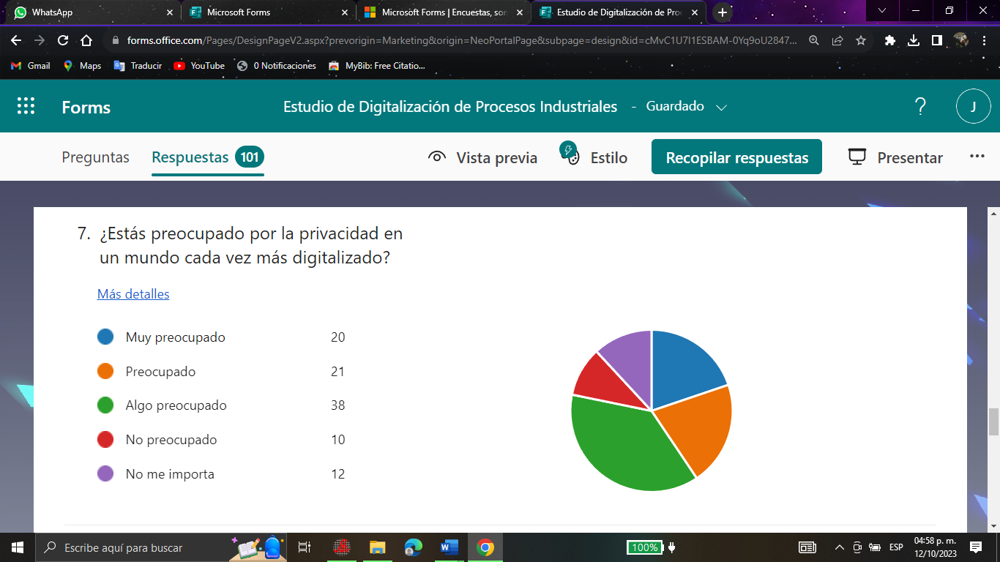 WhatsApp
Microsoft Forms
Microsoft Forms | Encuestas, son
Estudio de Digitalización de Proc
forms.office.com/Pages/DesignPageV2.aspx?prevorigin=Marketing&origin=NeoPortalPage&subpage=design&id=cMvC1U7I1ESBAM-0Yq9oU2847...
Gmail
Maps
Traducir
YouTube
0 Notificaciones
MyBib: Free Citatio...
Forms
Estudio de Digitalización de Procesos Industriales - Guardado
?
J
Preguntas
Respuestas 101
Vista previa
Estilo
Recopilar respuestas
Presentar
7. ¿Estás preocupado por la privacidad en
un mundo cada vez más digitalizado?
Más detalles
Muy preocupado 20
Preocupado 21
Algo preocupado 38
No preocupado 10
No me importa 12
Escribe aquí para buscar
100%
ESP
04:58 p. m.
12/10/2023